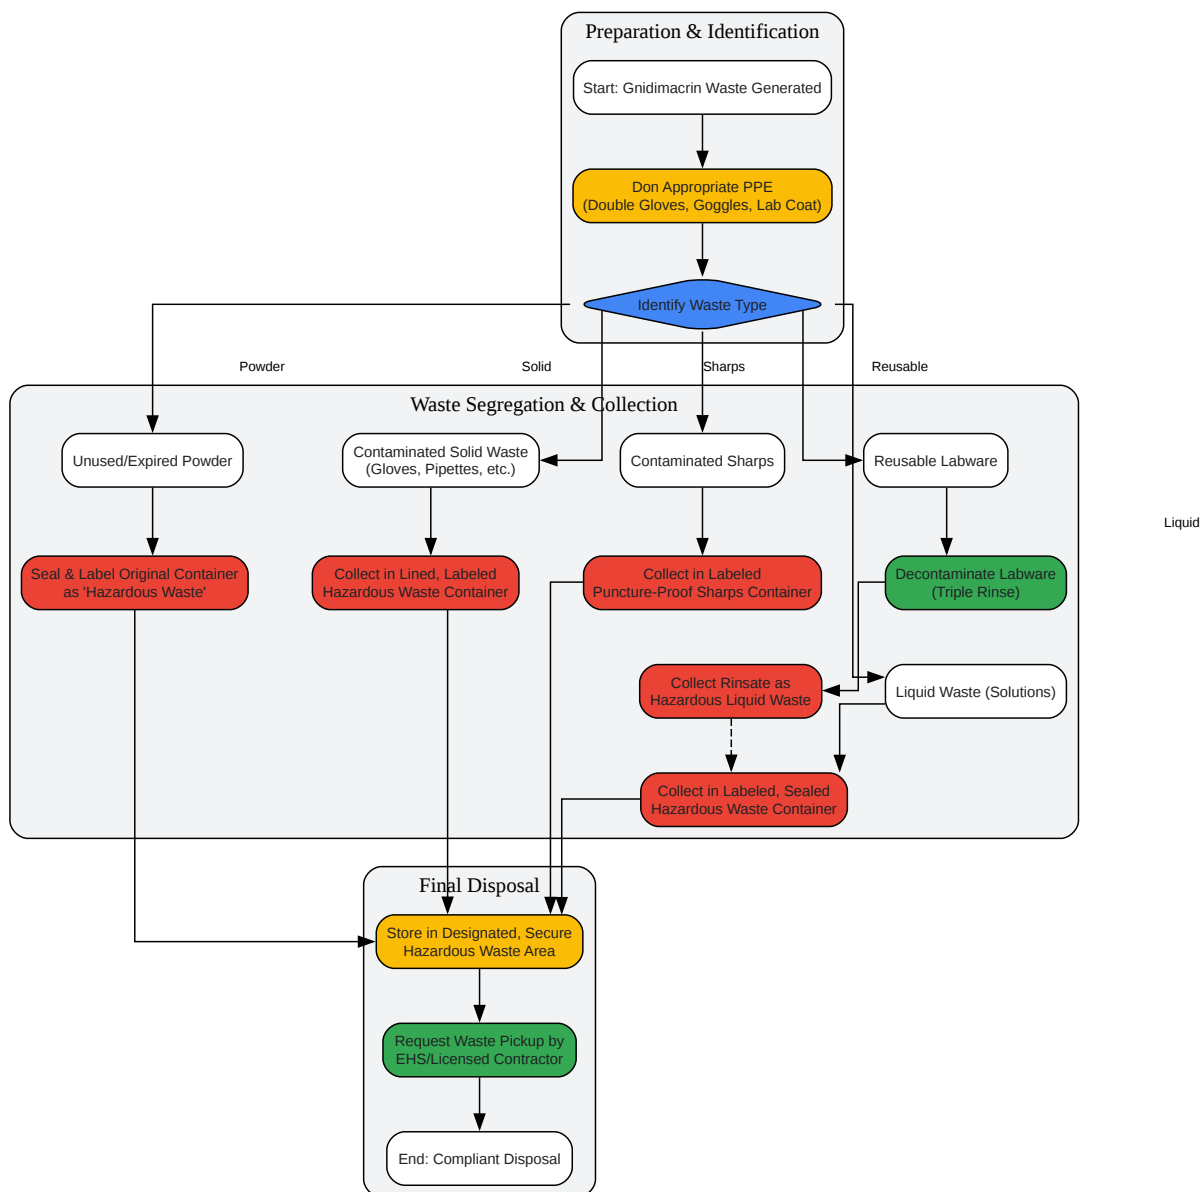 Preparation & Identification
Start: Gnidimacrin Waste Generated
Don Appropriate PPE
(Double Gloves, Goggles, Lab Coat)
Identify Waste Type
Powder
Solid
Sharps
Reusable
Waste Segregation & Collection
Unused/Expired Powder
Contaminated Solid Waste
(Gloves, Pipettes, etc.)
Contaminated Sharps
Reusable Labware
Liquid
Seal & Label Original Container
as 'Hazardous Waste'
Collect in Lined, Labeled
Hazardous Waste Container
Collect in Labeled
Puncture-Proof Sharps Container
Decontaminate Labware
(Triple Rinse)
Collect Rinsate as
Hazardous Liquid Waste
Liquid Waste (Solutions)
Collect in Labeled, Sealed
Hazardous Waste Container
Final Disposal
Store in Designated, Secure
Hazardous Waste Area
Request Waste Pickup by
EHS/Licensed Contractor
End: Compliant Disposal